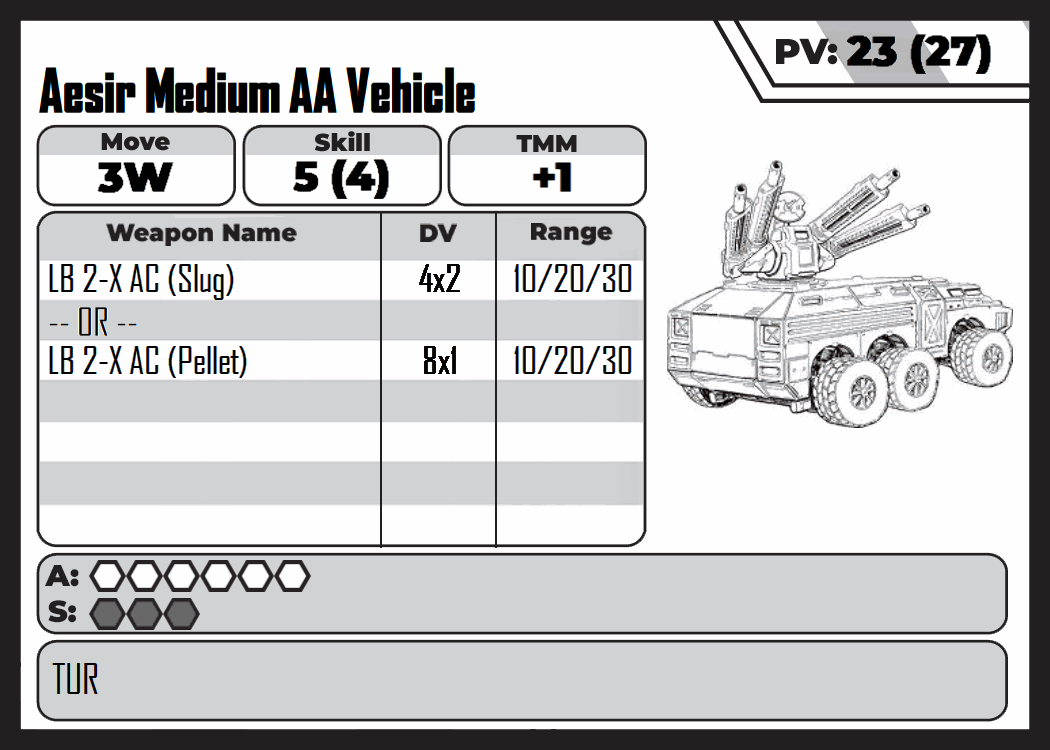 PV: 23 (27)
Aesir Medium AA Vehicle
Move Skill TMM
3W 5 (4) +1
Weapon Name DV Range
LB 2-X AC (Slug) 4x2 10/20/30
-- OR --
LB 2-X AC (Pellet) 8x1 10/20/30
A:
S:
TUR